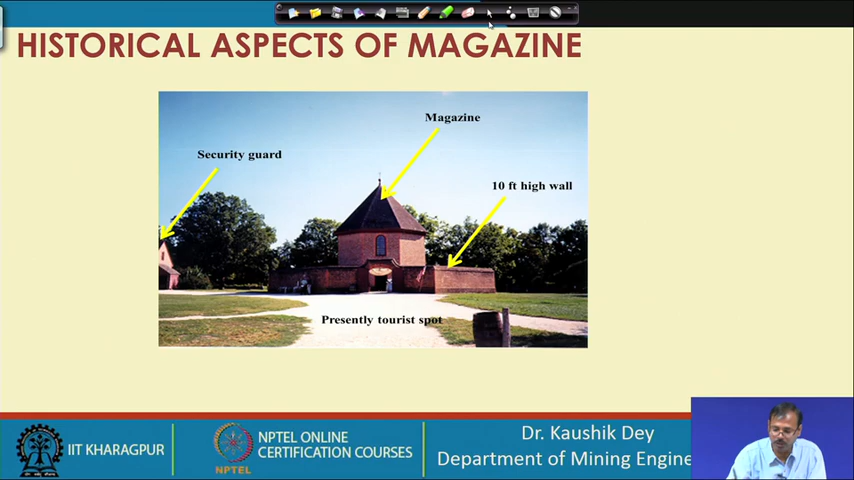 HISTORICAL ASPECTS OF MAGAZINE
Magazine
Security guard
10 ft high wall
Presently tourist spot
IIT KHARAGPUR
NPTEL
NPTEL ONLINE
CERTIFICATION COURSES
Dr. Kaushik Dey
Department of Mining Engine